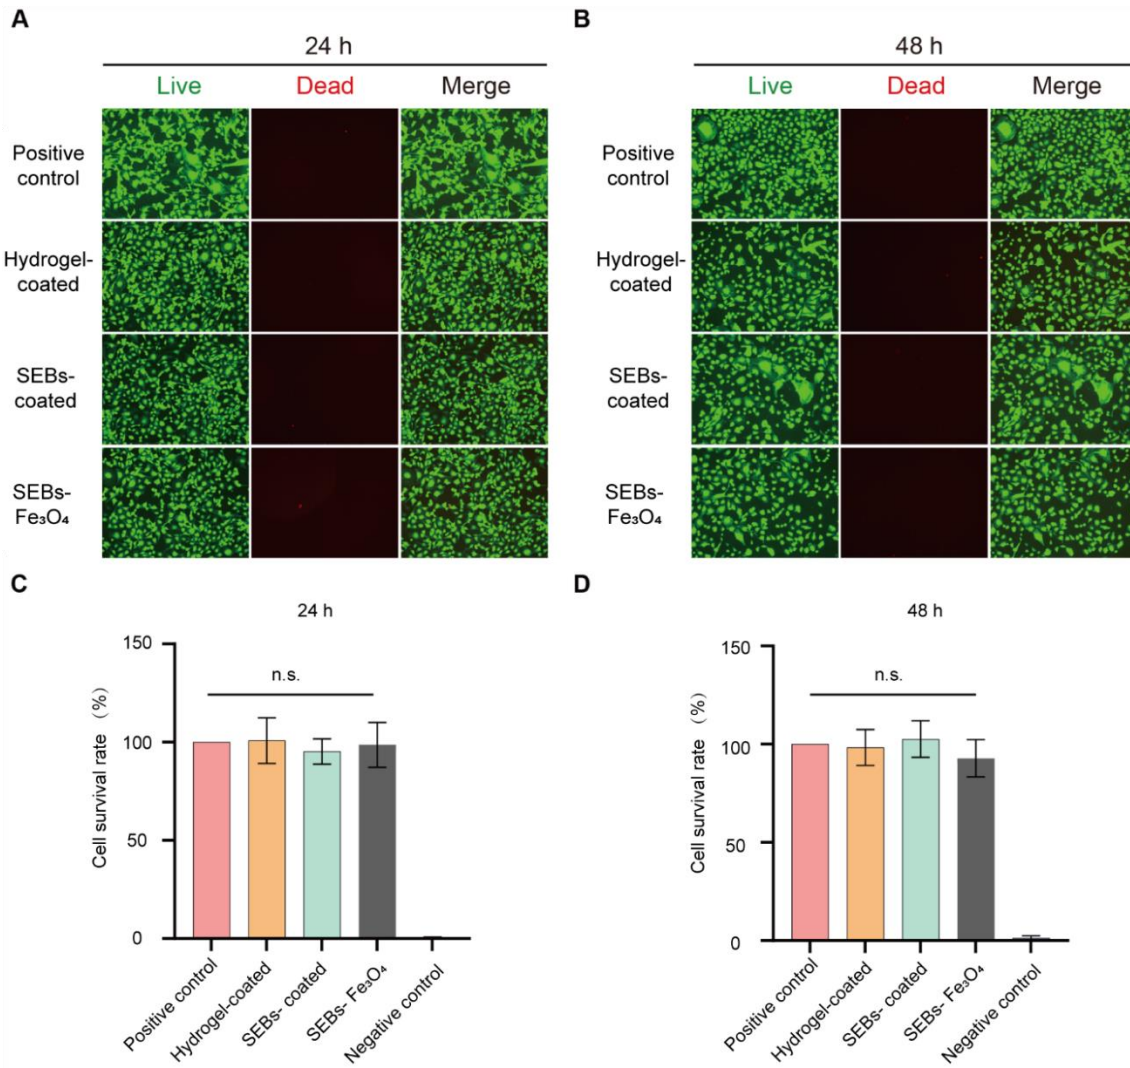 A
24 h
Live Dead Merge
Positive
control
Hydrogel-
coated
SEBs-
coated
SEBs-
Fe₃O₄
B
48 h
Live Dead Merge
Positive
control
Hydrogel-
coated
SEBs-
coated
SEBs-
Fe₃O₄
C
24 h
Cell survival rate（%）
150
100
50
0
n.s.
Positive control
Hydrogel-coated
SEBs- coated
SEBs- Fe₃O₄
Negative control
D
48 h
Cell survival rate（%）
150
100
50
0
n.s.
Positive control
Hydrogel-coated
SEBs- coated
SEBs- Fe₃O₄
Negative control